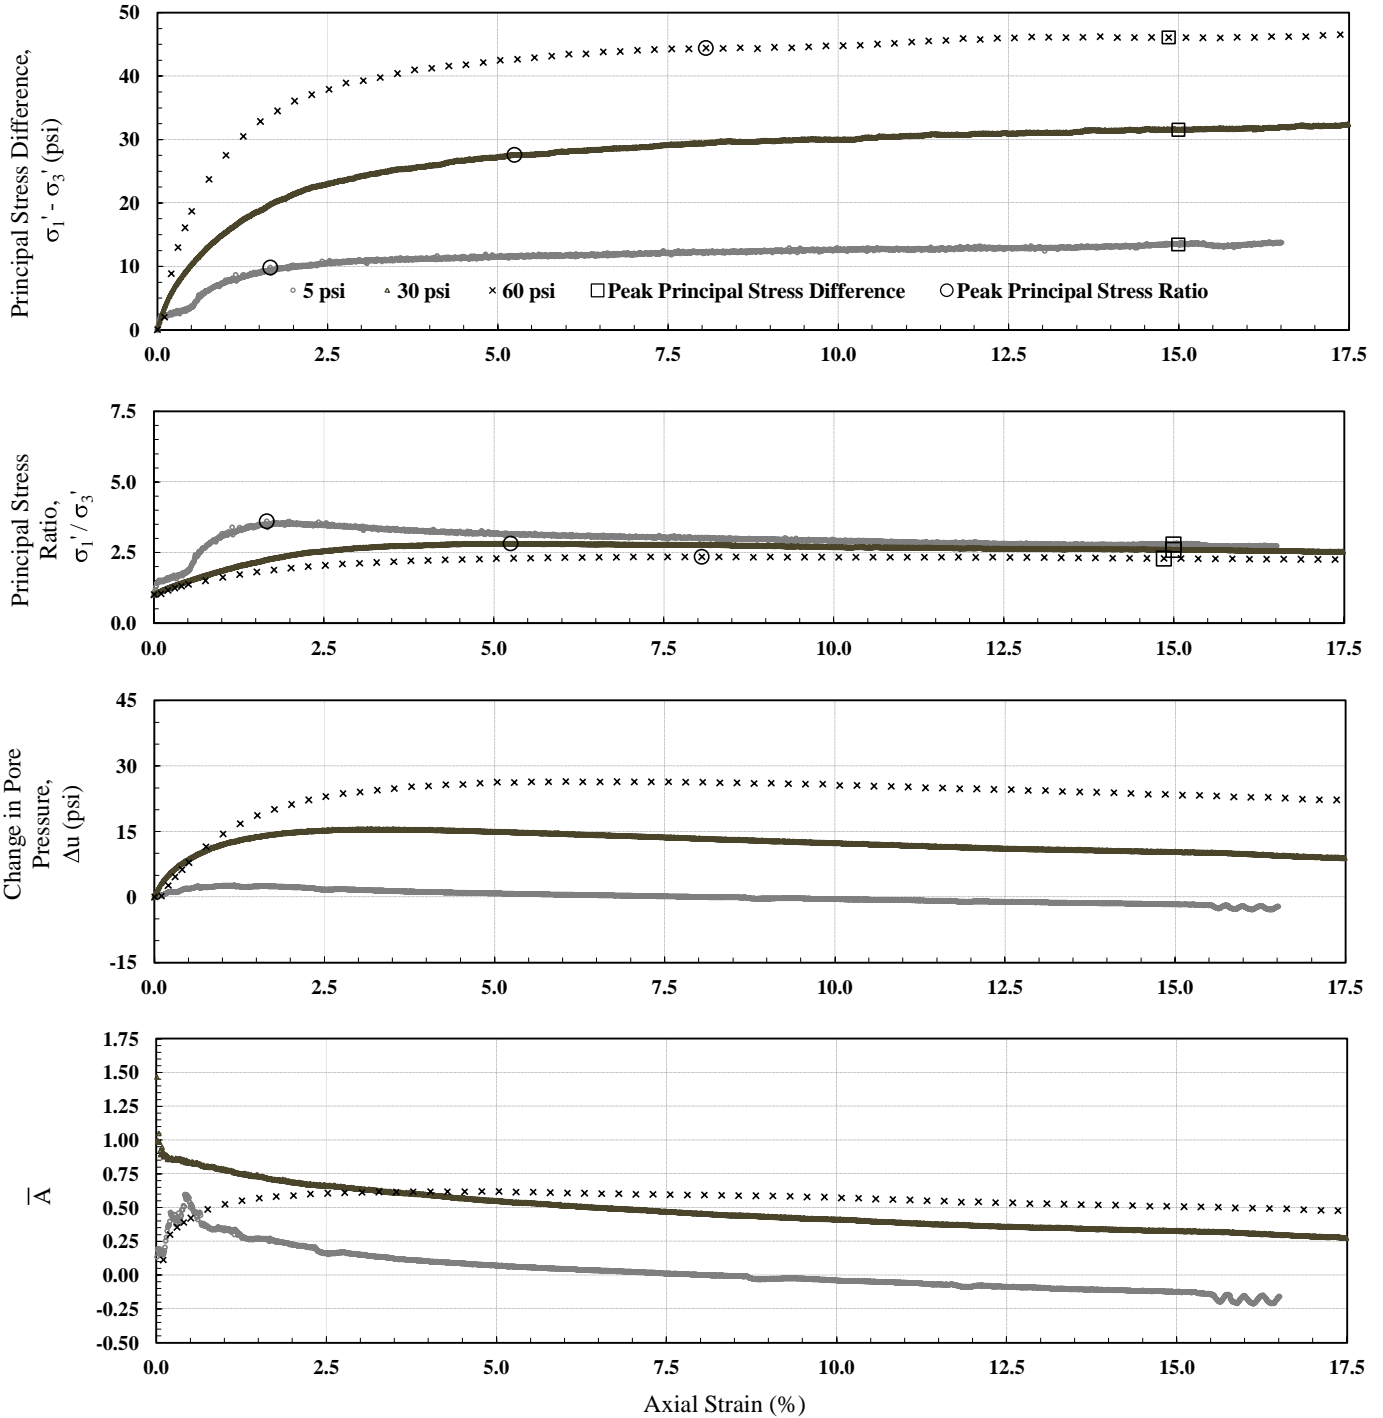 Principal Stress Difference,
σ₁' - σ₃' (psi)
50
40
30
20
10
0
5 psi 30 psi 60 psi Peak Principal Stress Difference Peak Principal Stress Ratio
0.0 2.5 5.0 7.5 10.0 12.5 15.0 17.5
Principal Stress
Ratio,
σ₁' / σ₃'
7.5
5.0
2.5
0.0
0.0 2.5 5.0 7.5 10.0 12.5 15.0 17.5
Change in Pore
Pressure,
Δu (psi)
45
30
15
0
-15
0.0 2.5 5.0 7.5 10.0 12.5 15.0 17.5
A̅
1.75
1.50
1.25
1.00
0.75
0.50
0.25
0.00
-0.25
-0.50
0.0 2.5 5.0 7.5 10.0 12.5 15.0 17.5
Axial Strain (%)